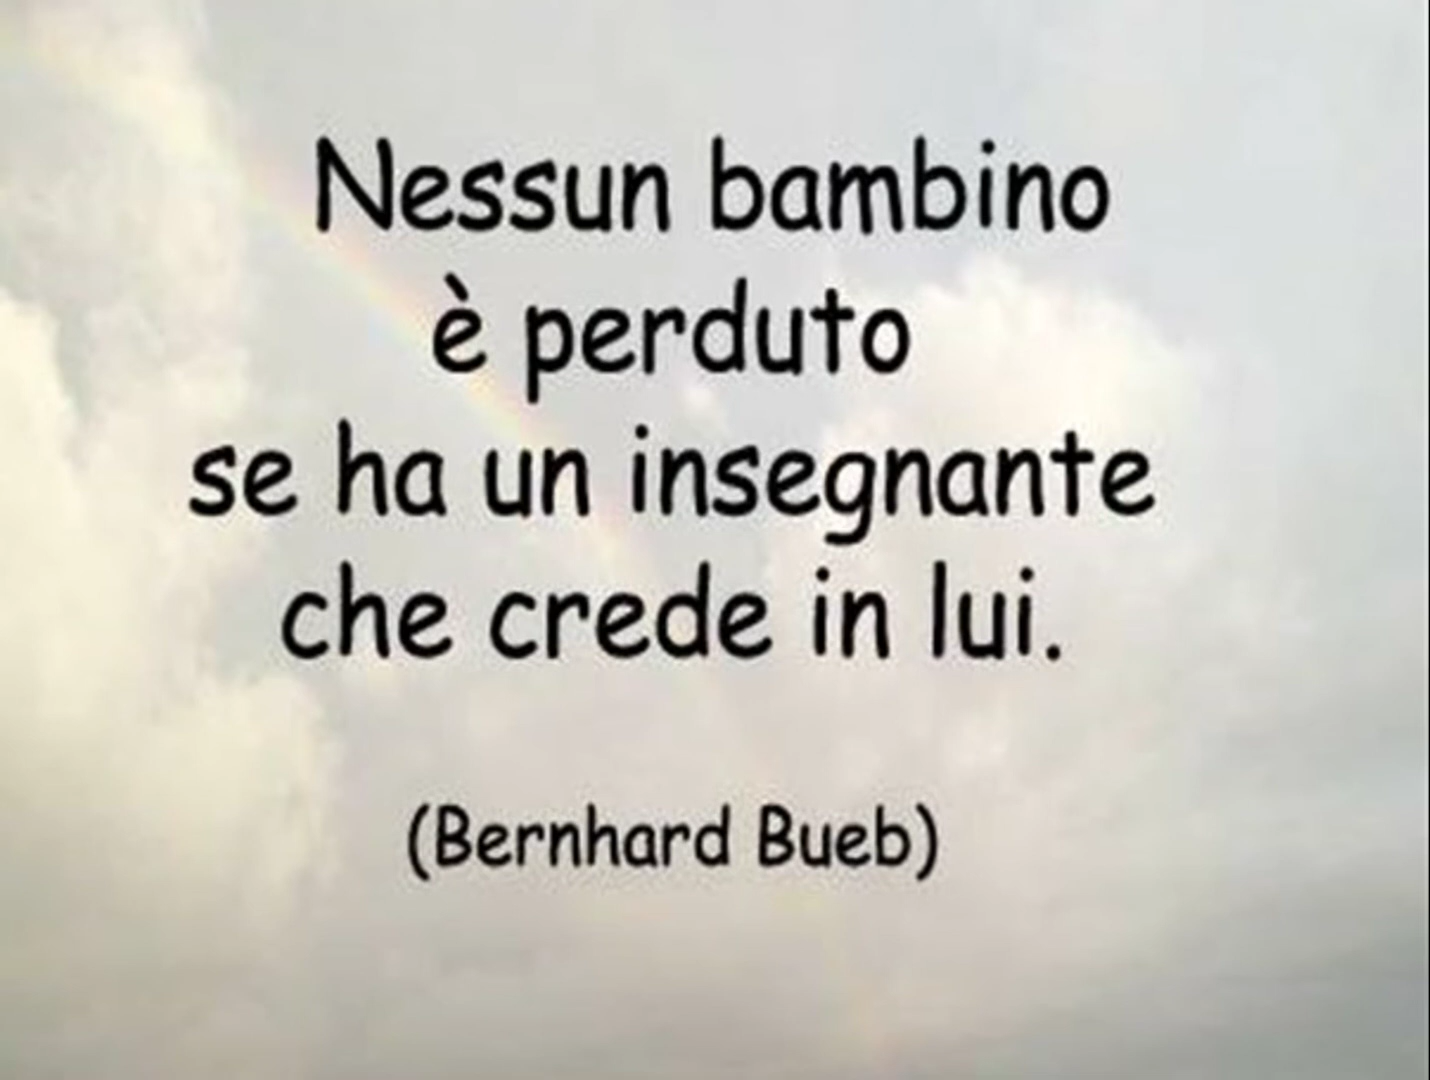 Nessun bambino
è perduto
se ha un insegnante
che crede in lui.
(Bernhard Bueb)